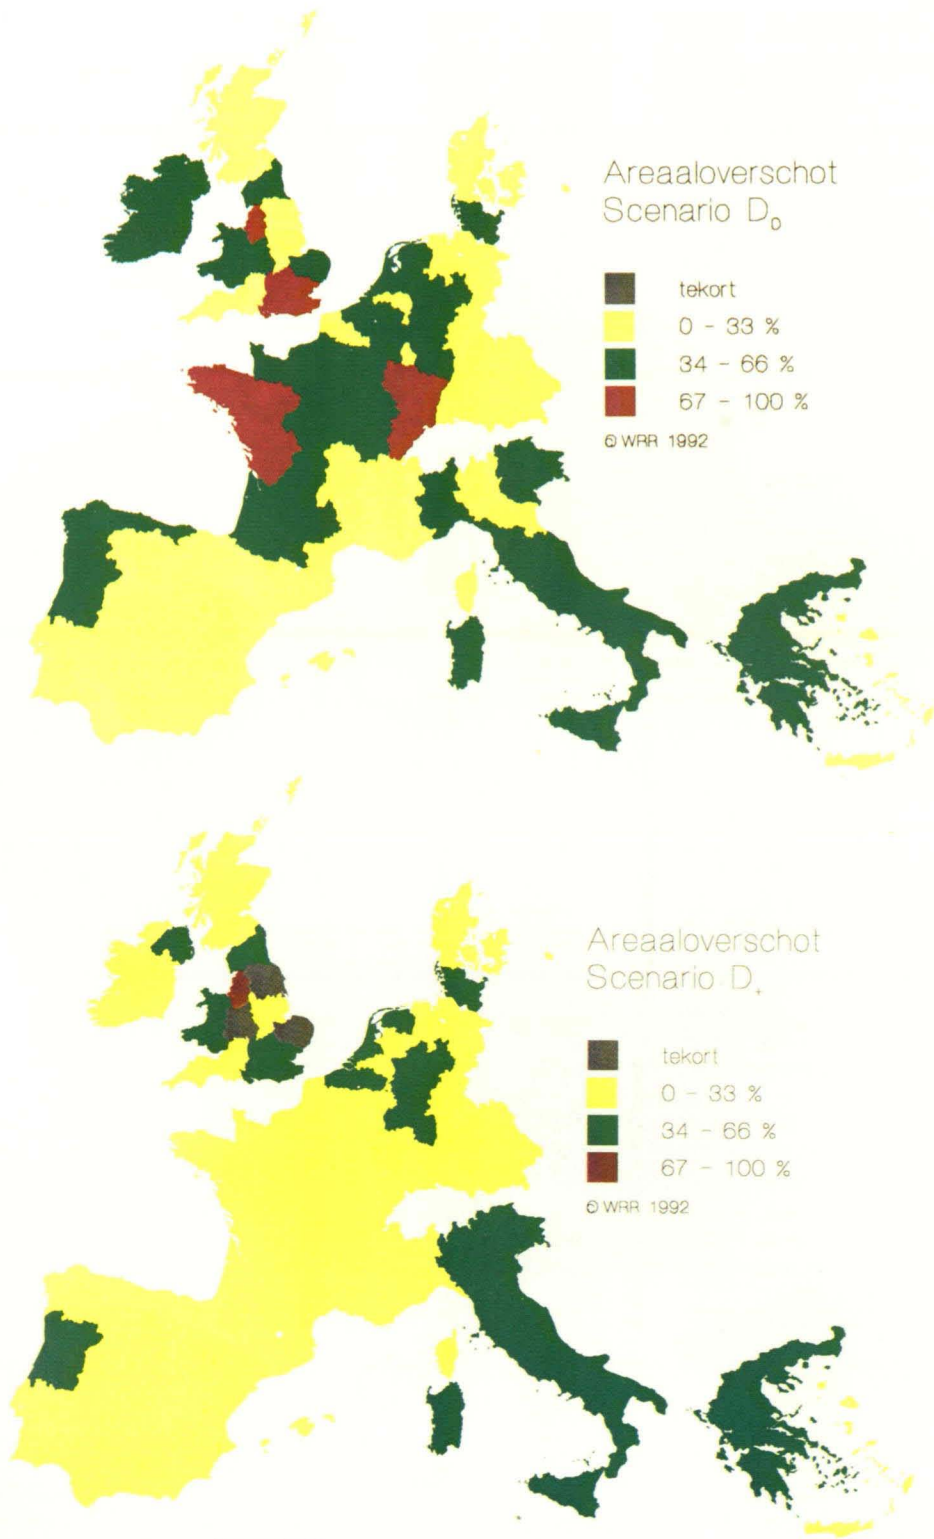 Areaaloverschot
Scenario D₀
tekort
0 - 33 %
34 - 66 %
67 - 100 %
© WRR 1992
Areaaloverschot
Scenario D₊
tekort
0 - 33 %
34 - 66 %
67 - 100 %
© WRR 1992